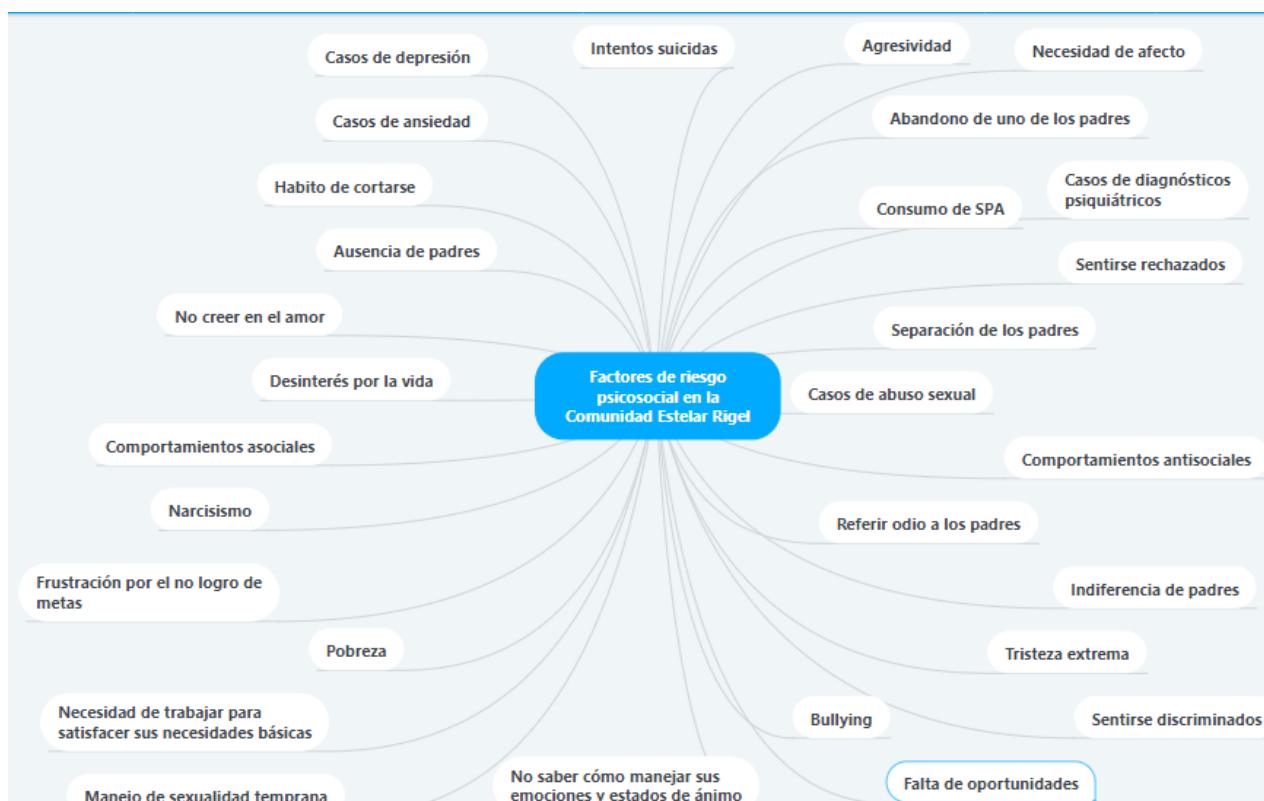 Intentos suicidas
Agresividad
Necesidad de afecto
Casos de depresión
Casos de ansiedad
Abandono de uno de los padres
Habito de cortarse
Casos de diagnósticos
psiquiátricos
Consumo de SPA
Ausencia de padres
Sentirse rechazados
No creer en el amor
Separación de los padres
Factores de riesgo
psicosocial en la
Comunidad Estelar Rigel
Desinterés por la vida
Casos de abuso sexual
Comportamientos asociales
Comportamientos antisociales
Narcisismo
Referir odio a los padres
Frustración por el no logro de
metas
Indiferencia de padres
Pobreza
Tristeza extrema
Necesidad de trabajar para
satisfacer sus necesidades básicas
Bullying
Sentirse discriminados
No saber cómo manejar sus
emociones y estados de ánimo
Falta de oportunidades
Manejo de sexualidad temprana